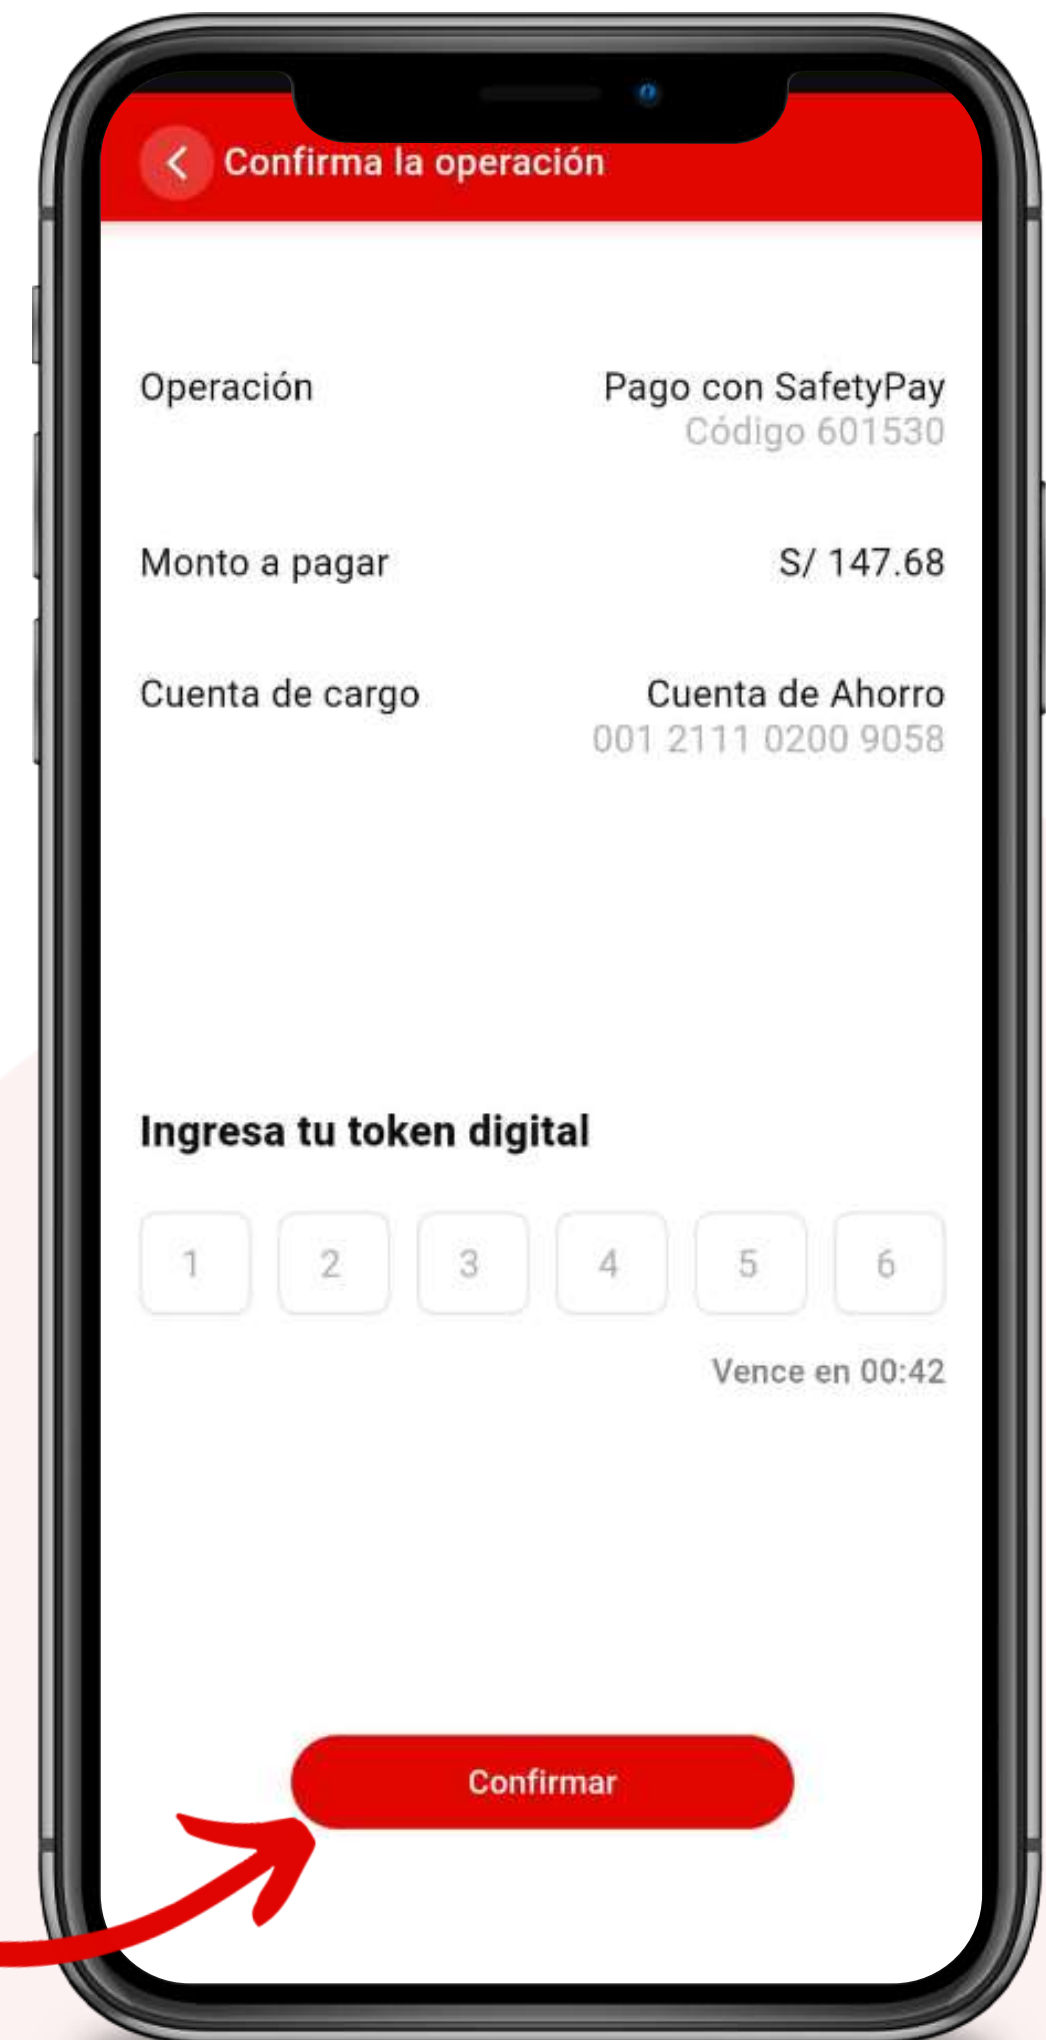 Confirma la operación
Operación
Pago con SafetyPay
Código 601530
Monto a pagar
S/ 147.68
Cuenta de cargo
Cuenta de Ahorro
001 2111 0200 9058
Ingresa tu token digital
1 2 3 4 5 6
Vence en 00:42
Confirmar